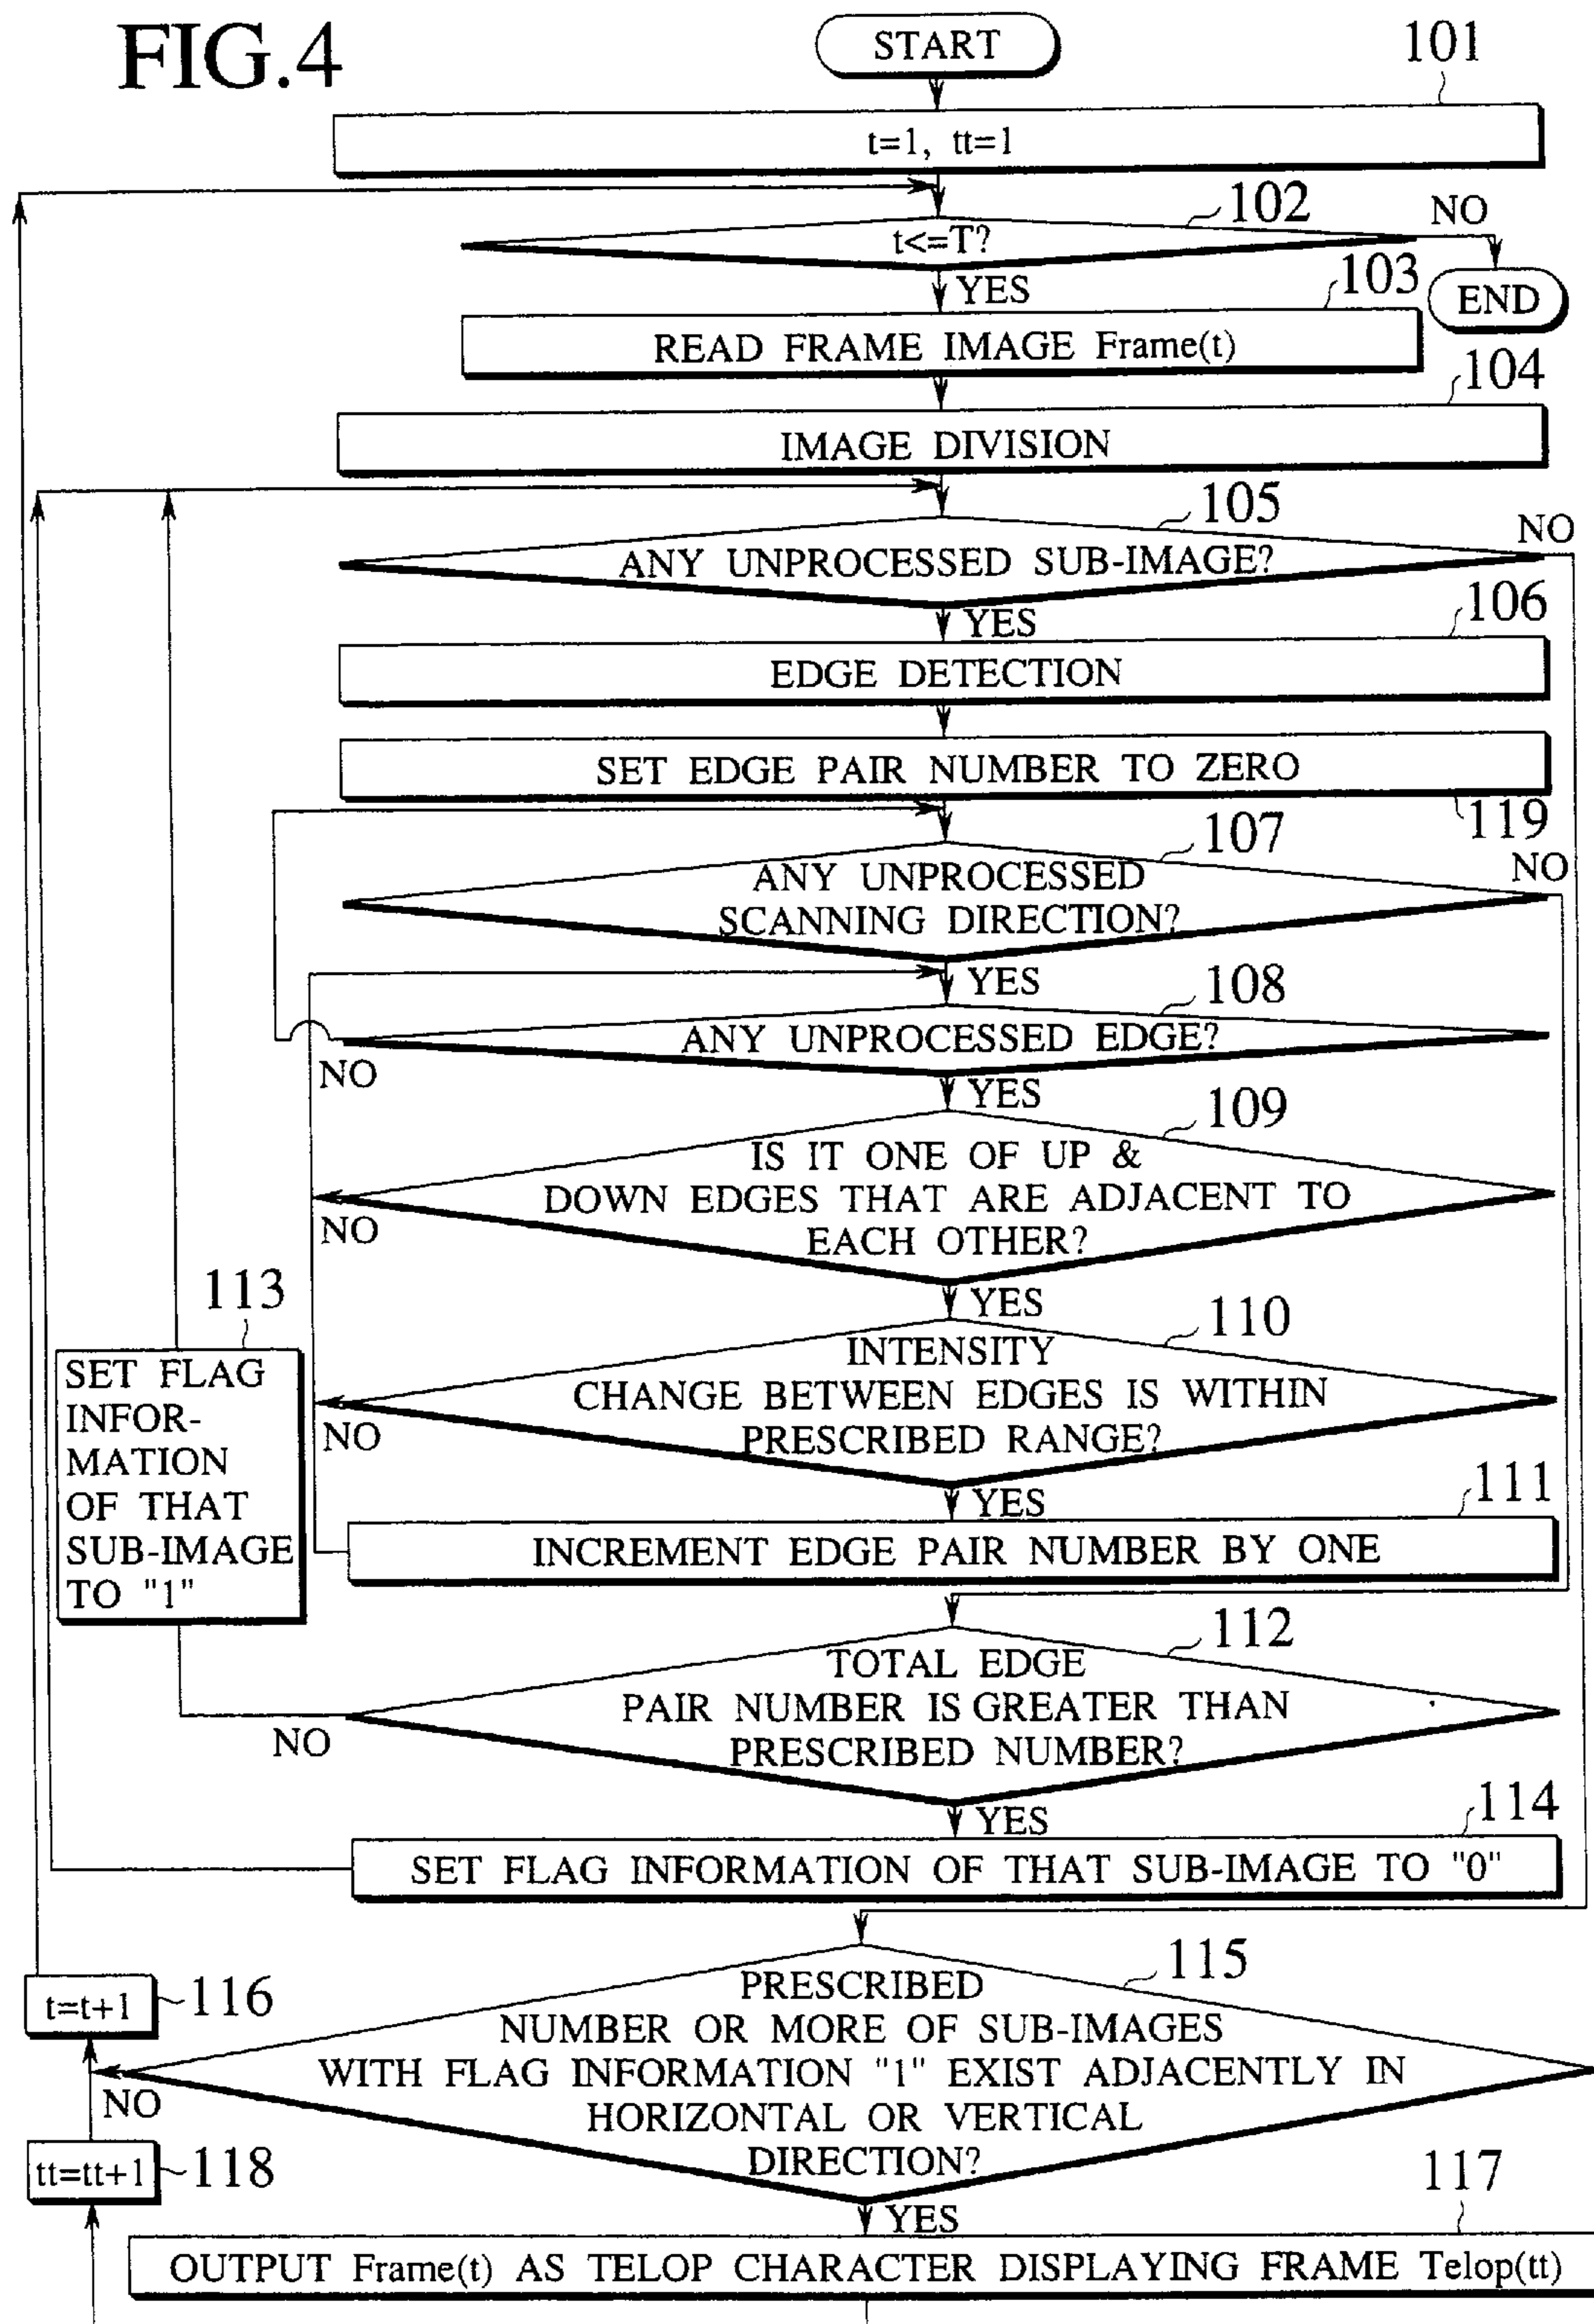 FIG.4
START
101
t=1, tt=1
102
NO
t<=T?
YES
103
END
READ FRAME IMAGE Frame(t)
104
IMAGE DIVISION
105
NO
ANY UNPROCESSED SUB-IMAGE?
YES
106
EDGE DETECTION
SET EDGE PAIR NUMBER TO ZERO
119
107
NO
ANY UNPROCESSED
SCANNING DIRECTION?
YES
108
ANY UNPROCESSED EDGE?
NO
YES
109
IS IT ONE OF UP &
DOWN EDGES THAT ARE ADJACENT TO
EACH OTHER?
NO
YES
110
INTENSITY
CHANGE BETWEEN EDGES IS WITHIN
PRESCRIBED RANGE?
NO
YES
111
INCREMENT EDGE PAIR NUMBER BY ONE
113
SET FLAG
INFOR-
MATION
OF THAT
SUB-IMAGE
TO "1"
112
TOTAL EDGE
PAIR NUMBER IS GREATER THAN
PRESCRIBED NUMBER?
NO
YES
114
SET FLAG INFORMATION OF THAT SUB-IMAGE TO "0"
115
PRESCRIBED
NUMBER OR MORE OF SUB-IMAGES
WITH FLAG INFORMATION "1" EXIST ADJACENTLY IN
HORIZONTAL OR VERTICAL
DIRECTION?
t=t+1
116
NO
tt=tt+1
118
YES
117
OUTPUT Frame(t) AS TELOP CHARACTER DISPLAYING FRAME Telop(tt)